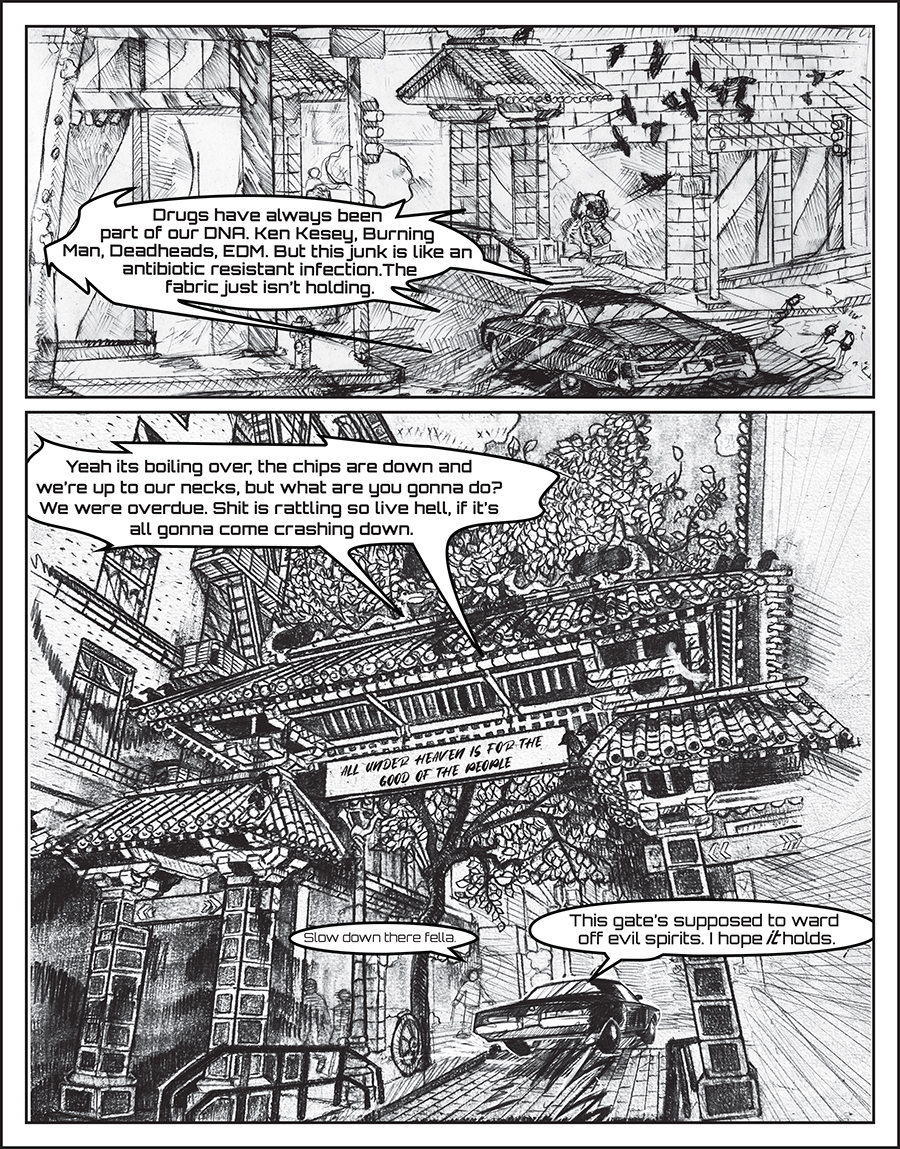 Drugs have always been
part of our DNA. Ken Kesey, Burning
Man, Deadheads, EDM. But this junk is like an
antibiotic resistant infection.The
fabric just isn't holding.
Yeah its boiling over, the chips are down and
we're up to our necks, but what are you gonna do?
We were overdue. Shit is rattling so live hell, if it's
all gonna come crashing down.
ALL UNDER HEAVEN IS FOR THE
GOOD OF THE PEOPLE
Slow down there fella.
This gate's supposed to ward
off evil spirits. I hope it holds.